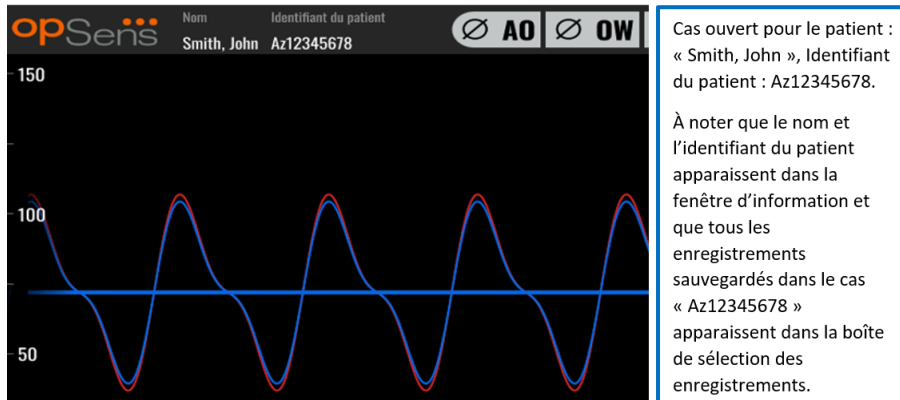 opSens
Nom Identifiant du patient
Smith, John Az12345678
Ø AO Ø OW
150
100
50
Cas ouvert pour le patient :
« Smith, John », Identifiant
du patient : Az12345678.
À noter que le nom et
l’identifiant du patient
apparaissent dans la
fenêtre d’information et
que tous les
enregistrements
sauvegardés dans le cas
« Az12345678 »
apparaissent dans la boîte
de sélection des
enregistrements.